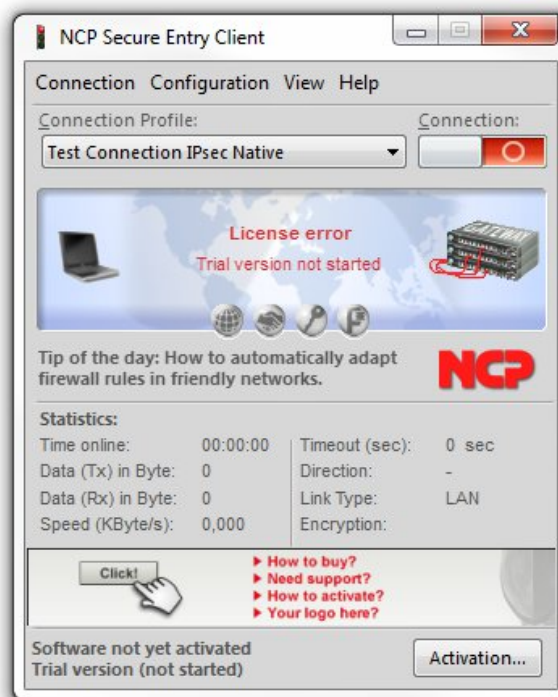 NCP Secure Entry Client
Connection Configuration View Help
Connection Profile: Connection:
Test Connection IPsec Native
License error
Trial version not started
Tip of the day: How to automatically adapt
firewall rules in friendly networks.
NCP
Statistics:
Time online: 00:00:00 Timeout (sec): 0 sec
Data (Tx) in Byte: 0 Direction: -
Data (Rx) in Byte: 0 Link Type: LAN
Speed (KByte/s): 0,000 Encryption:
Click!
How to buy?
Need support?
How to activate?
Your logo here?
Software not yet activated
Trial version (not started)
Activation...